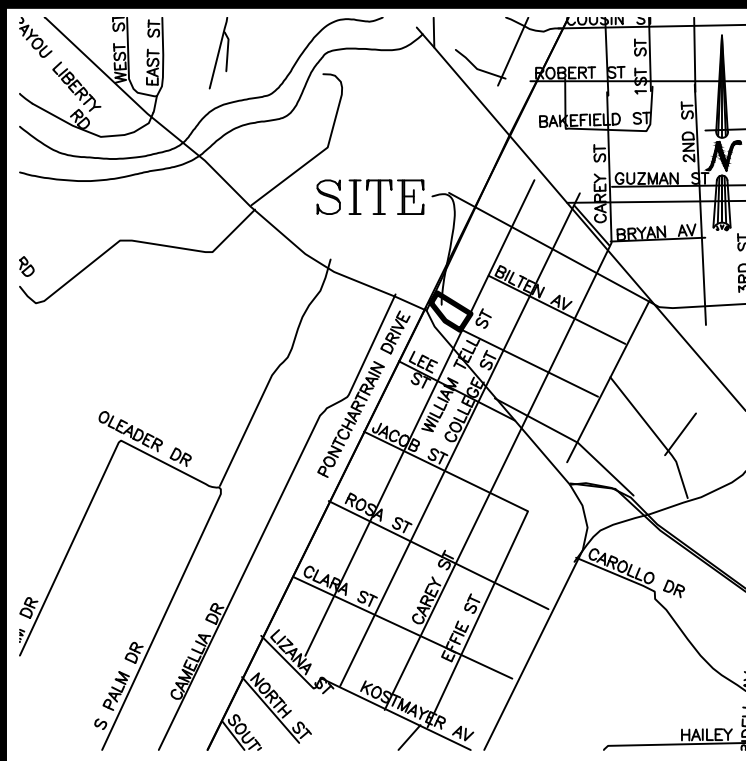 COUSIN ST
BAYOU LIBERTY
RD
WEST ST
EAST ST
ROBERT ST
1ST ST
BAKEFIELD ST
2ND ST
N
CAREY ST
GUZMAN ST
SITE
BRYAN AV
3RD ST
RD
BILTEN AV
PONTCHARTRAIN DRIVE
LEE
ST
WILLIAM TELL ST
COLLEGE ST
OLEADER DR
JACOB ST
ROSA ST
CLARA ST
CAREY ST
EFFIE ST
CAROLLO DR
DR
S PALM DR
CAMELLIA DR
LIZANA ST
NORTH ST
KOSTMAYER AV
HAILEY